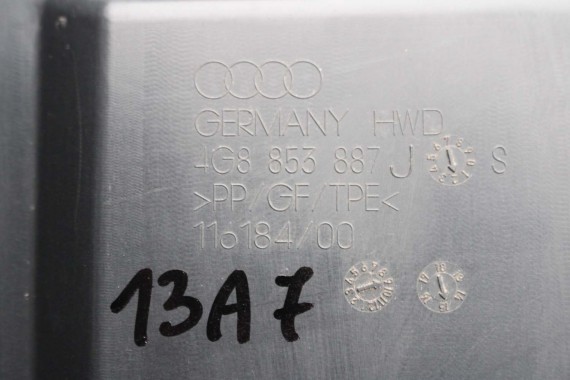 GERMANY HWD
4G8 853 887 J S
>PP/GF/TPE<
116184/00
13A7